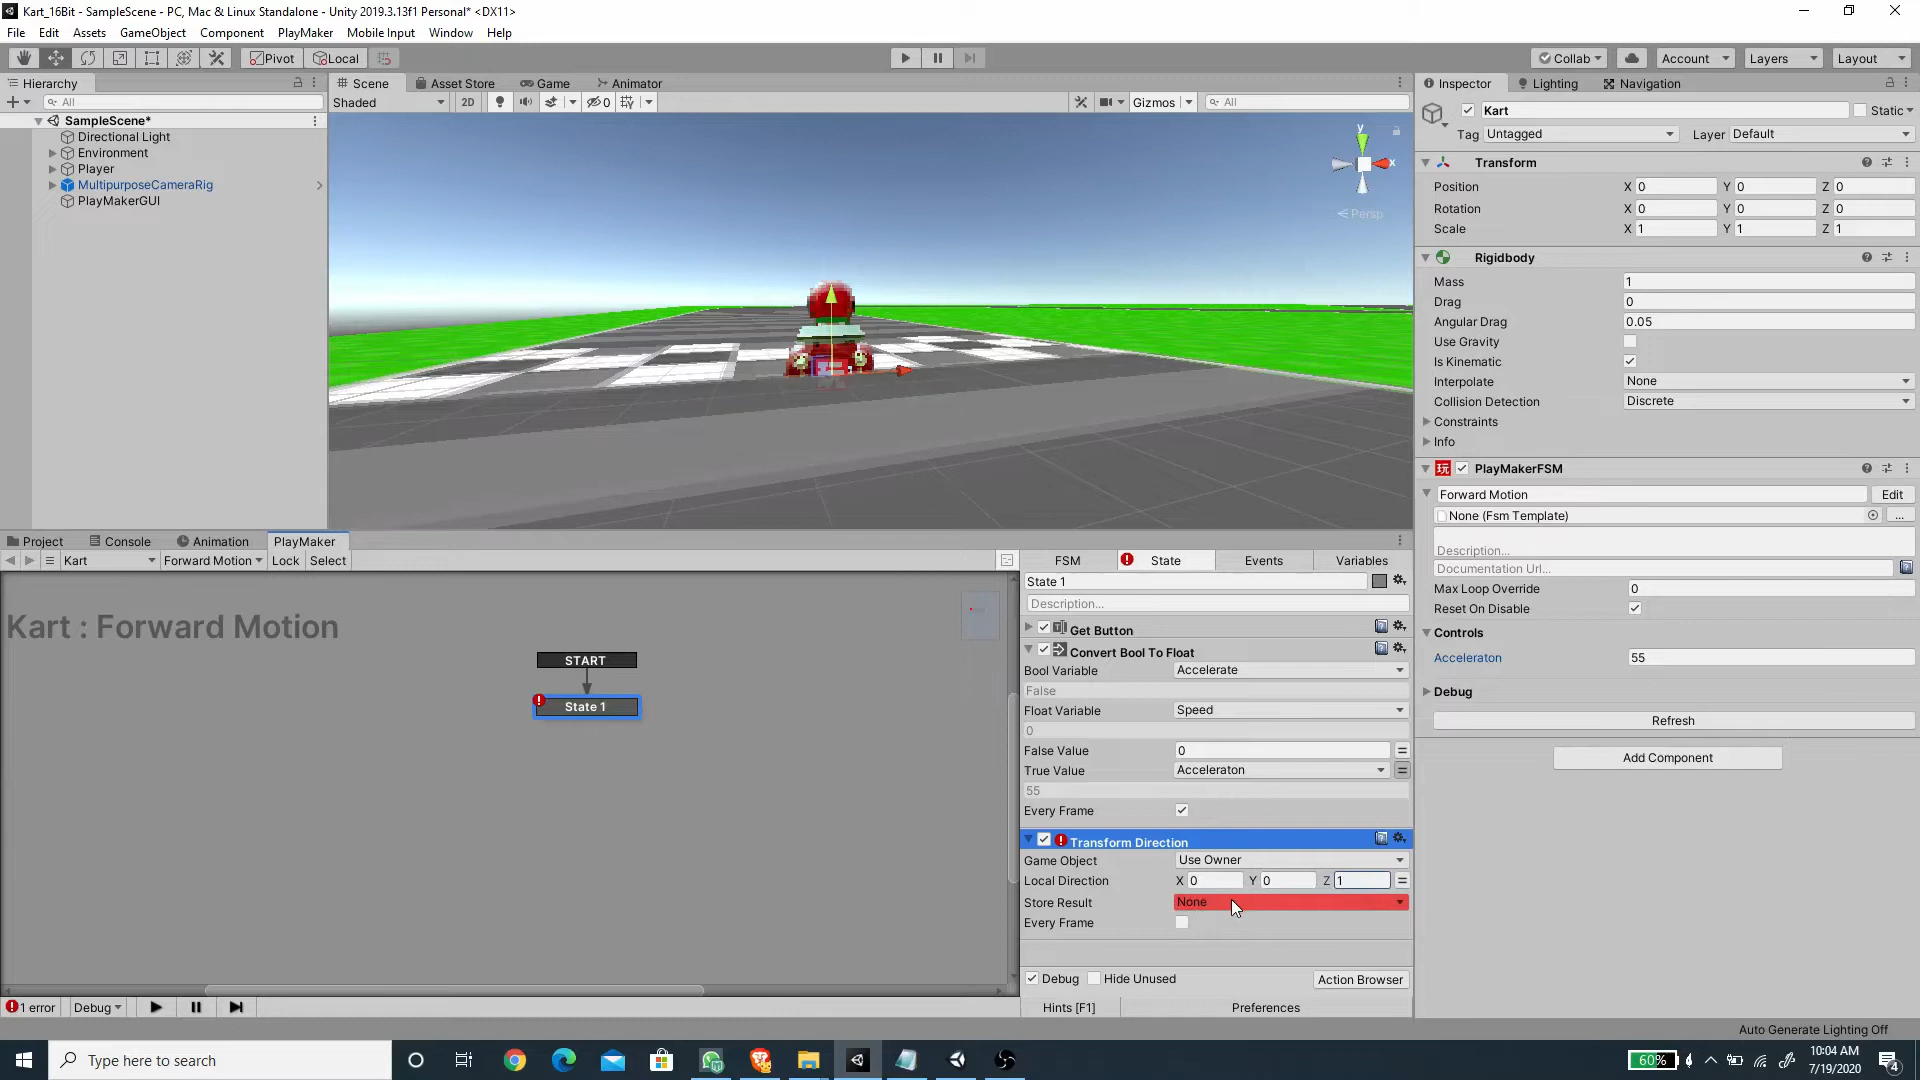 Kart_16Bit - SampleScene - PC, Mac & Linux Standalone - Unity 2019.3.13f1 Personal* <DX11>
File Edit Assets GameObject Component PlayMaker Mobile Input Window Help
Pivot Local Collab Account Layers Layout
Hierarchy
All
SampleScene*
Directional Light
Environment
Player
MultipurposeCameraRig
PlayMakerGUI
Scene Asset Store Game Animator
Shaded 2D 0 Gizmos All
y
x
Persp
Inspector Lighting Navigation
Kart Static
Tag Untagged Layer Default
Transform
Position X 0 Y 0 Z 0
Rotation X 0 Y 0 Z 0
Scale X 1 Y 1 Z 1
Rigidbody
Mass 1
Drag 0
Angular Drag 0.05
Use Gravity
Is Kinematic
Interpolate None
Collision Detection Discrete
Constraints
Info
玩 PlayMakerFSM
Forward Motion Edit
None (Fsm Template) ...
Description...
Documentation Url...
Max Loop Override 0
Reset On Disable
Controls
Acceleraton 55
Debug
Refresh
Add Component
Project Console Animation PlayMaker
Kart Forward Motion Lock Select
Kart : Forward Motion
START
State 1
FSM State Events Variables
State 1
Description...
Get Button
Convert Bool To Float
Bool Variable Accelerate
False
Float Variable Speed
0
False Value 0
True Value Acceleraton
55
Every Frame
Transform Direction
Game Object Use Owner
Local Direction X 0 Y 0 Z 1
Store Result None
Every Frame
Debug Hide Unused Action Browser
1 error Debug Hints [F1] Preferences
Auto Generate Lighting Off
Type here to search
60%
10:04 AM
7/19/2020
4